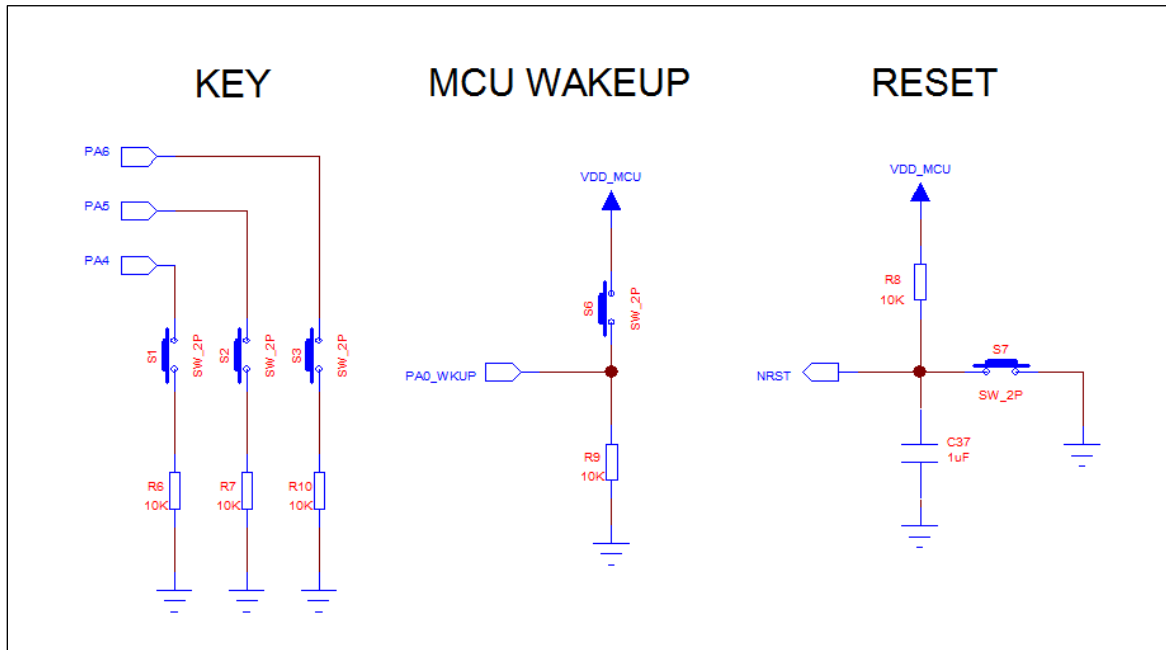 KEY
PA6
PA5
PA4
S1
SW_2P
S2
SW_2P
S3
SW_2P
R6
10K
R7
10K
R10
10K
MCU WAKEUP
VDD_MCU
S6
SW_2P
PA0_WKUP
R9
10K
RESET
VDD_MCU
R8
10K
S7
SW_2P
NRST
C37
1uF